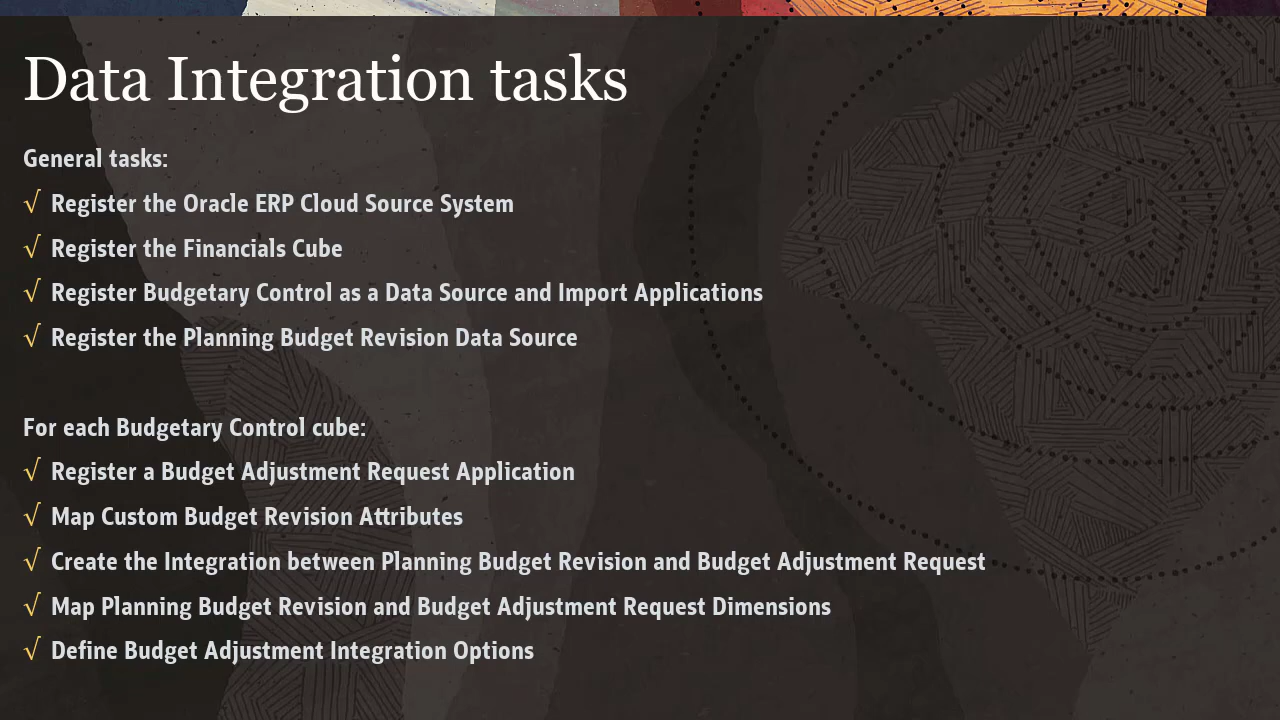 Data Integration tasks
General tasks:
√ Register the Oracle ERP Cloud Source System
√ Register the Financials Cube
√ Register Budgetary Control as a Data Source and Import Applications
√ Register the Planning Budget Revision Data Source
For each Budgetary Control cube:
√ Register a Budget Adjustment Request Application
√ Map Custom Budget Revision Attributes
√ Create the Integration between Planning Budget Revision and Budget Adjustment Request
√ Map Planning Budget Revision and Budget Adjustment Request Dimensions
√ Define Budget Adjustment Integration Options